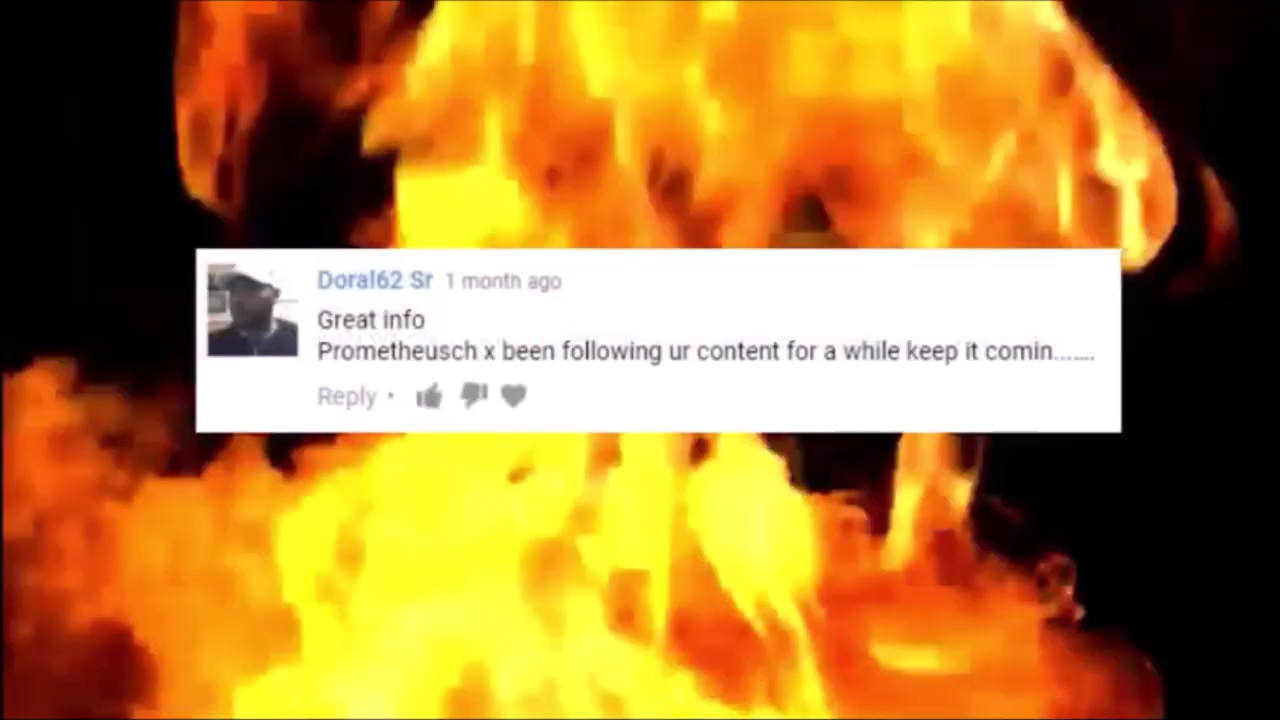 Doral62 Sr 1 month ago
Great info
Prometheusch x been following ur content for a while keep it comin.......
Reply •